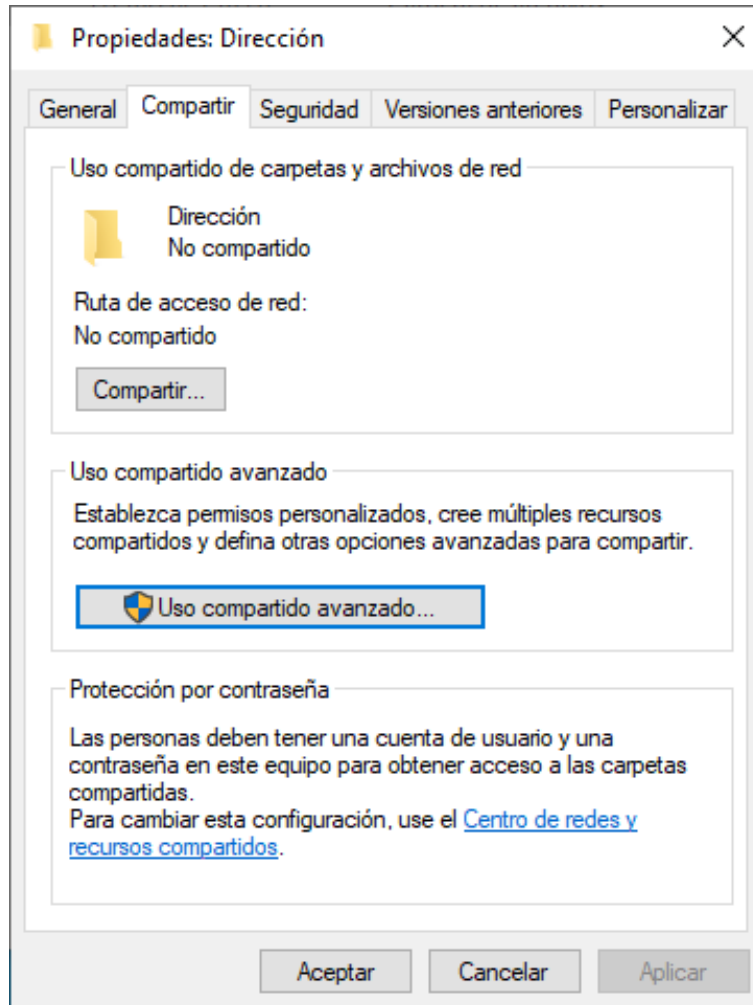 Propiedades: Dirección
General Compartir Seguridad Versiones anteriores Personalizar
Uso compartido de carpetas y archivos de red
Dirección
No compartido
Ruta de acceso de red:
No compartido
Compartir...
Uso compartido avanzado
Establezca permisos personalizados, cree múltiples recursos
compartidos y defina otras opciones avanzadas para compartir.
Uso compartido avanzado...
Protección por contraseña
Las personas deben tener una cuenta de usuario y una
contraseña en este equipo para obtener acceso a las carpetas
compartidas.
Para cambiar esta configuración, use el Centro de redes y
recursos compartidos.
Aceptar Cancelar Aplicar